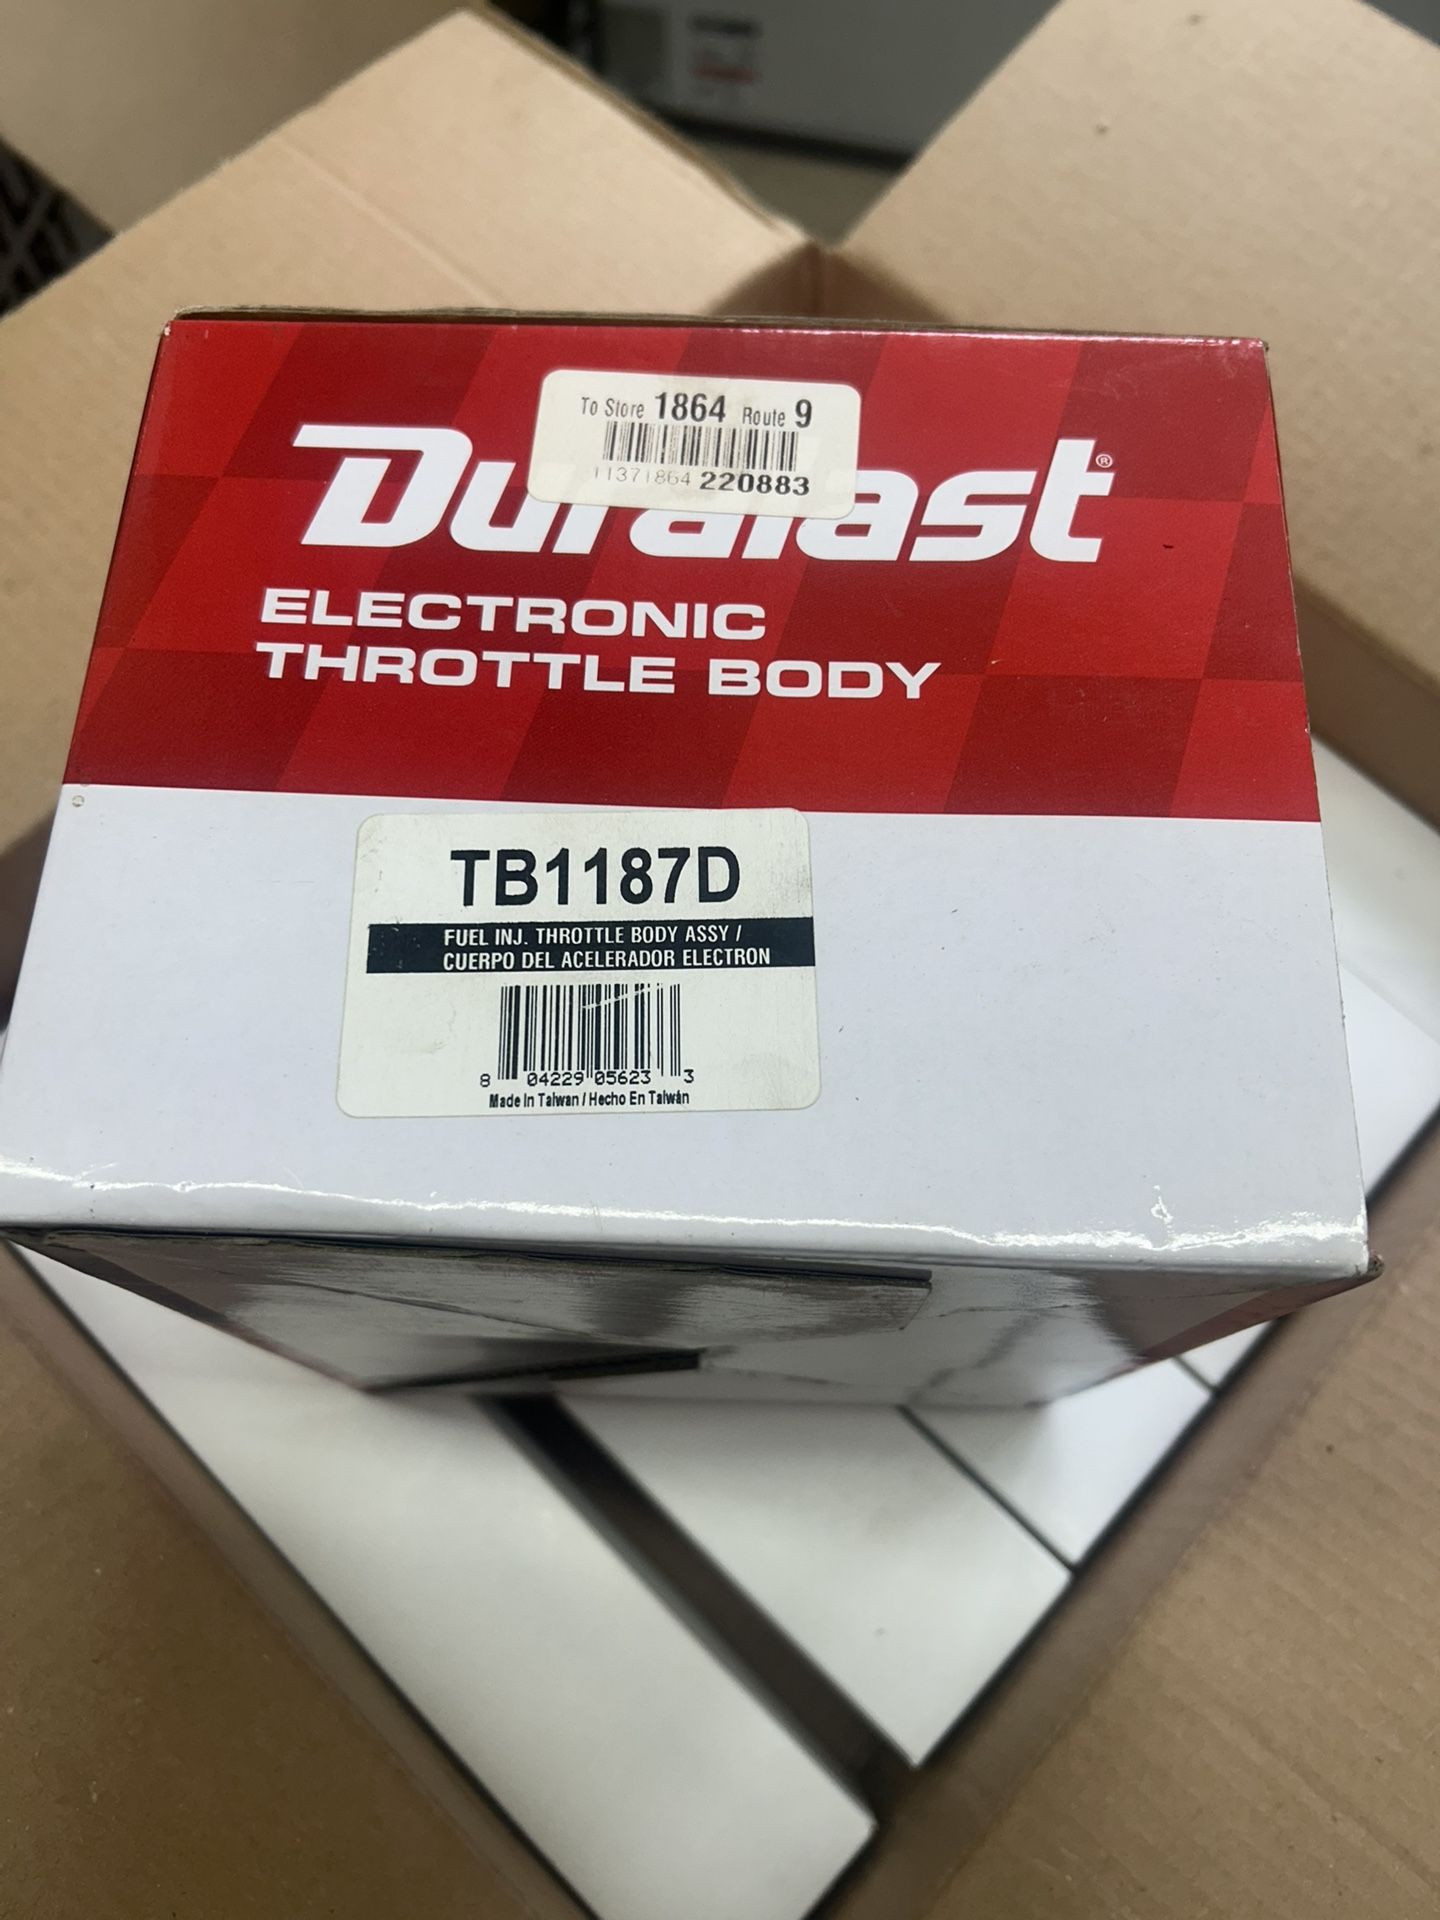 To Store 1864 Route 9
11371864 220883
Duralast®
ELECTRONIC
THROTTLE BODY
TB1187D
FUEL INJ. THROTTLE BODY ASSY /
CUERPO DEL ACELERADOR ELECTRON
8 04229 05623 3
Made In Taiwan / Hecho En Taiwán